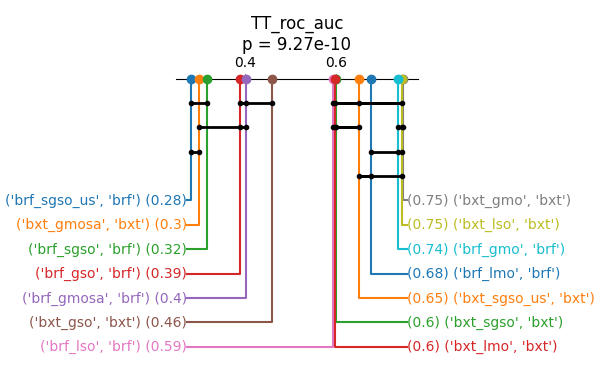 TT_roc_auc
p = 9.27e-10
0.4 0.6
('brf_sgso_us', 'brf') (0.28) (0.75) ('bxt_gmo', 'bxt')
('bxt_gmosa', 'bxt') (0.3) (0.75) ('bxt_lso', 'bxt')
('brf_sgso', 'brf') (0.32) (0.74) ('brf_gmo', 'brf')
('brf_gso', 'brf') (0.39) (0.68) ('brf_lmo', 'brf')
('brf_gmosa', 'brf') (0.4) (0.65) ('bxt_sgso_us', 'bxt')
('bxt_gso', 'bxt') (0.46) (0.6) ('bxt_sgso', 'bxt')
('brf_lso', 'brf') (0.59) (0.6) ('bxt_lmo', 'bxt')